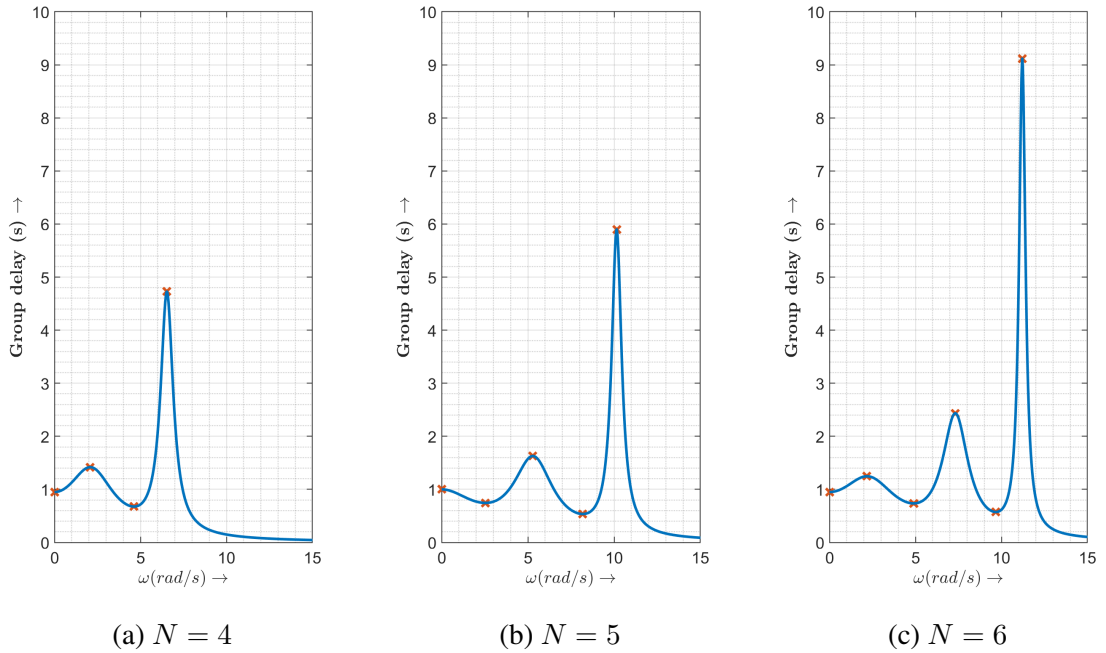 10
9
8
7
6
5
4
3
2
1
0
Group delay (s) →
0 5 10 15
ω(rad/s) →
(a) N = 4
10
9
8
7
6
5
4
3
2
1
0
Group delay (s) →
0 5 10 15
ω(rad/s) →
(b) N = 5
10
9
8
7
6
5
4
3
2
1
0
Group delay (s) →
0 5 10 15
ω(rad/s) →
(c) N = 6